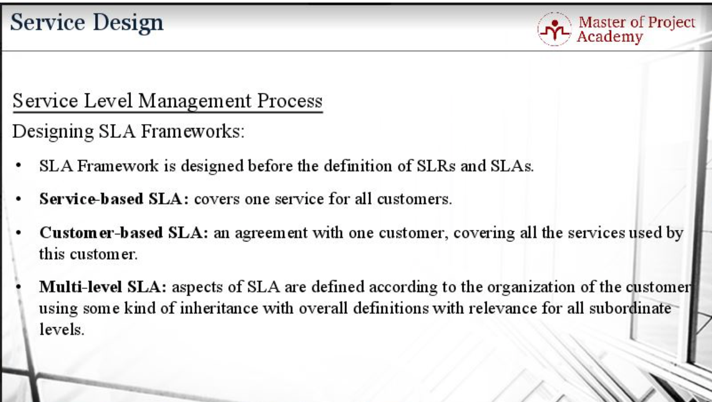 Service Design
Master of Project
Academy
Service Level Management Process
Designing SLA Frameworks:
• SLA Framework is designed before the definition of SLRs and SLAs.
• Service-based SLA: covers one service for all customers.
• Customer-based SLA: an agreement with one customer, covering all the services used by
this customer.
• Multi-level SLA: aspects of SLA are defined according to the organization of the customer
using some kind of inheritance with overall definitions with relevance for all subordinate
levels.